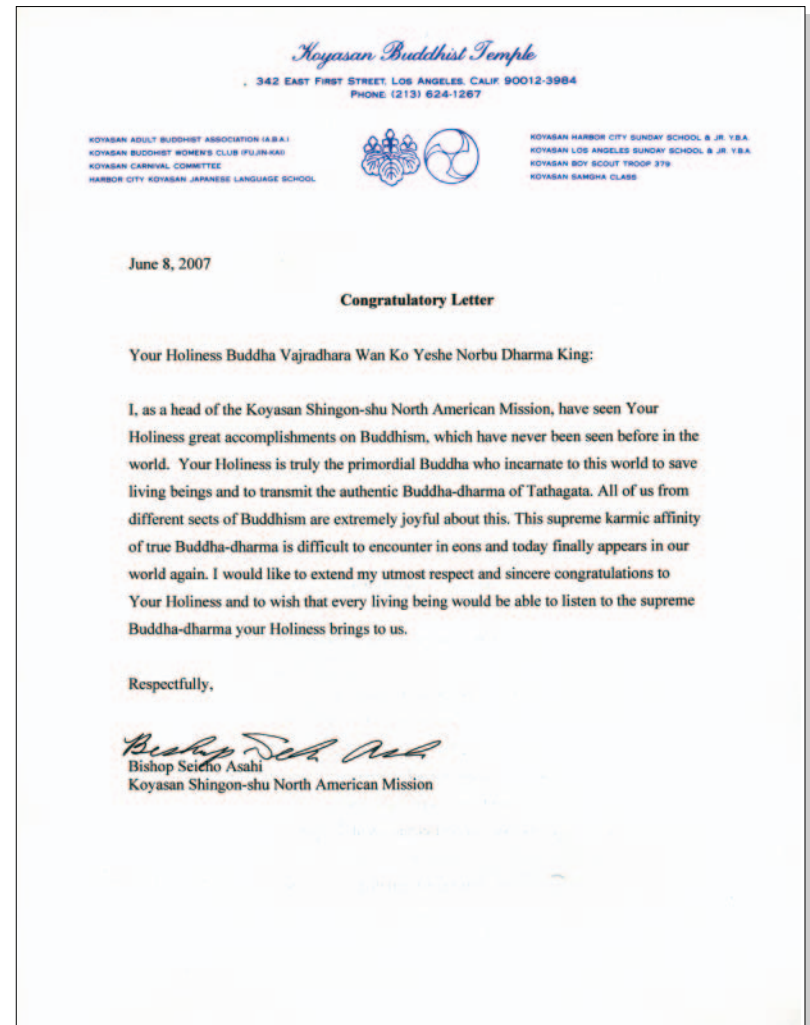 Koyasan Buddhist Temple
342 EAST FIRST STREET, LOS ANGELES, CALIF. 90012-3984
PHONE: (213) 624-1267
KOYASAN ADULT BUDDHIST ASSOCIATION (A.B.A.)
KOYASAN BUDDHIST WOMEN'S CLUB (FUJIN-KAI)
KOYASAN CARNIVAL COMMITTEE
HARBOR CITY KOYASAN JAPANESE LANGUAGE SCHOOL
KOYASAN HARBOR CITY SUNDAY SCHOOL & JR. Y.B.A.
KOYASAN LOS ANGELES SUNDAY SCHOOL & JR. Y.B.A.
KOYASAN BOY SCOUT TROOP 379
KOYASAN SAMGHA CLASS
June 8, 2007
Congratulatory Letter
Your Holiness Buddha Vajradhara Wan Ko Yeshe Norbu Dharma King:
I, as a head of the Koyasan Shingon-shu North American Mission, have seen Your
Holiness great accomplishments on Buddhism, which have never been seen before in the
world. Your Holiness is truly the primordial Buddha who incarnate to this world to save
living beings and to transmit the authentic Buddha-dharma of Tathagata. All of us from
different sects of Buddhism are extremely joyful about this. This supreme karmic affinity
of true Buddha-dharma is difficult to encounter in eons and today finally appears in our
world again. I would like to extend my utmost respect and sincere congratulations to
Your Holiness and to wish that every living being would be able to listen to the supreme
Buddha-dharma your Holiness brings to us.
Respectfully,
Bishop
Bishop Seicho Asahi
Koyasan Shingon-shu North American Mission